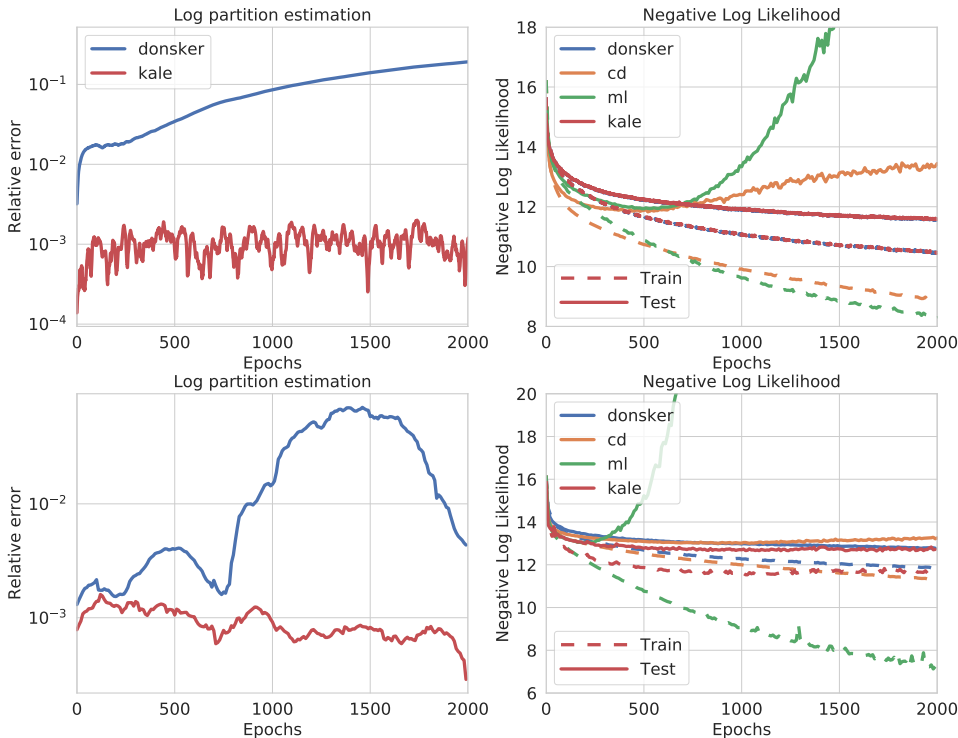 Log partition estimation
donsker
kale
10⁻¹
10⁻²
10⁻³
10⁻⁴
Relative error
0 500 1000 1500 2000
Epochs
Negative Log Likelihood
donsker
cd
ml
kale
Train
Test
18
16
14
12
10
8
Negative Log Likelihood
0 500 1000 1500 2000
Epochs
Log partition estimation
10⁻²
10⁻³
Relative error
0 500 1000 1500 2000
Epochs
Negative Log Likelihood
donsker
cd
ml
kale
Train
Test
20
18
16
14
12
10
8
6
Negative Log Likelihood
0 500 1000 1500 2000
Epochs